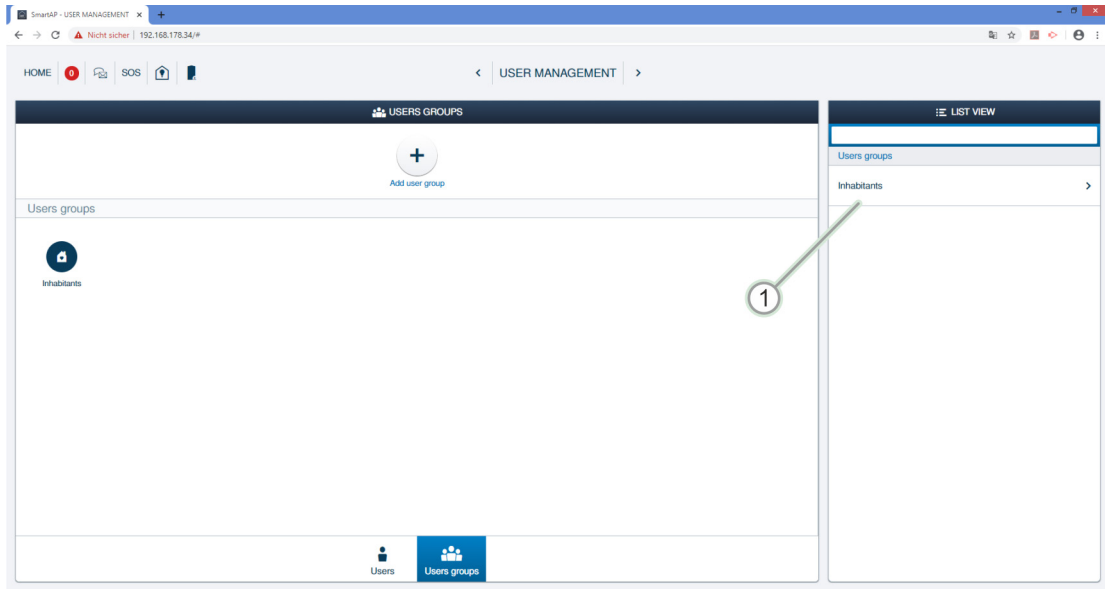 SmartAP - USER MANAGEMENT
Nicht sicher | 192.168.178.34/#
HOME 0 SOS USER MANAGEMENT
USERS GROUPS
Add user group
Users groups
Inhabitants
Users
Users groups
LIST VIEW
Users groups
Inhabitants
1